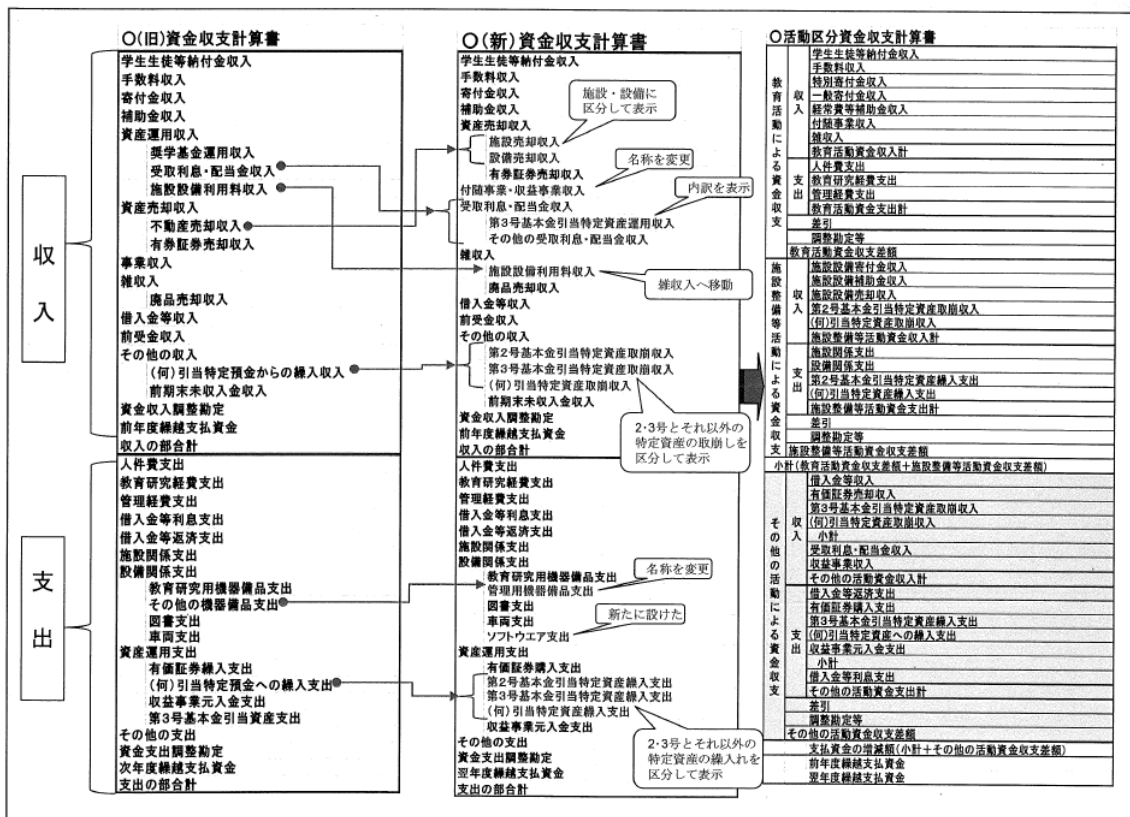 〇(旧)資金収支計算書
収入
学生生徒等納付金収入
手数料収入
寄付金収入
補助金収入
資産運用収入
奨学基金運用収入
受取利息・配当金収入
施設設備利用料収入
資産売却収入
不動産売却収入
有券証券売却収入
事業収入
雑収入
廃品売却収入
借入金等収入
前受金収入
その他の収入
(何)引当特定預金からの繰入収入
前期末未収入金収入
資金収入調整勘定
前年度繰越支払資金
収入の部合計
支出
人件費支出
教育研究経費支出
管理経費支出
借入金等利息支出
借入金等返済支出
施設関係支出
設備関係支出
教育研究用機器備品支出
その他の機器備品支出
図書支出
車両支出
資産運用支出
有価証券繰入支出
(何)引当特定預金への繰入支出
収益事業元入金支出
第3号基本金引当資産支出
その他の支出
資金支出調整勘定
次年度繰越支払資金
支出の部合計
〇(新)資金収支計算書
学生生徒等納付金収入
手数料収入
寄付金収入
補助金収入
資産売却収入
施設売却収入
設備売却収入
有券証券売却収入
付随事業・収益事業収入
受取利息・配当金収入
第3号基本金引当特定資産運用収入
その他の受取利息・配当金収入
雑収入
施設設備利用料収入
廃品売却収入
借入金等収入
前受金収入
その他の収入
第2号基本金引当特定資産取崩収入
第3号基本金引当特定資産取崩収入
(何)引当特定資産取崩収入
前期末未収入金収入
資金収入調整勘定
前年度繰越支払資金
収入の部合計
人件費支出
教育研究経費支出
管理経費支出
借入金等利息支出
借入金等返済支出
施設関係支出
設備関係支出
教育研究用機器備品支出
管理用機器備品支出
図書支出
車両支出
ソフトウエア支出
資産運用支出
有価証券購入支出
第2号基本金引当特定資産繰入支出
第3号基本金引当特定資産繰入支出
(何)引当特定資産繰入支出
収益事業元入金支出
その他の支出
資金支出調整勘定
翌年度繰越支払資金
支出の部合計
施設・設備に
区分して表示
名称を変更
内訳を表示
雑収入へ移動
2・3号とそれ以外の
特定資産の取崩しを
区分して表示
名称を変更
新たに設けた
2・3号とそれ以外の
特定資産の繰入れを
区分して表示
〇活動区分資金収支計算書
教育活動による資金収支
収入
学生生徒等納付金収入
手数料収入
特別寄付金収入
一般寄付金収入
経常費等補助金収入
付随事業収入
雑収入
教育活動資金収入計
支出
人件費支出
教育研究経費支出
管理経費支出
教育活動資金支出計
差引
調整勘定等
教育活動資金収支差額
施設整備等活動による資金収支
収入
施設設備寄付金収入
施設設備補助金収入
施設設備売却収入
第2号基本金引当特定資産取崩収入
(何)引当特定資産取崩収入
施設整備等活動資金収入計
支出
施設関係支出
設備関係支出
第2号基本金引当特定資産繰入支出
(何)引当特定資産繰入支出
施設整備等活動資金支出計
差引
調整勘定等
施設整備等活動資金収支差額
小計(教育活動資金収支差額+施設整備等活動資金収支差額)
その他の活動による資金収支
収入
借入金等収入
有価証券売却収入
第3号基本金引当特定資産取崩収入
(何)引当特定資産取崩収入
小計
受取利息・配当金収入
収益事業収入
その他の活動資金収入計
支出
借入金等返済支出
有価証券購入支出
第3号基本金引当特定資産繰入支出
(何)引当特定資産への繰入支出
収益事業元入金支出
小計
借入金等利息支出
その他の活動資金支出計
差引
調整勘定等
その他の活動資金収支差額
支払資金の増減額(小計+その他の活動資金収支差額)
前年度繰越支払資金
翌年度繰越支払資金